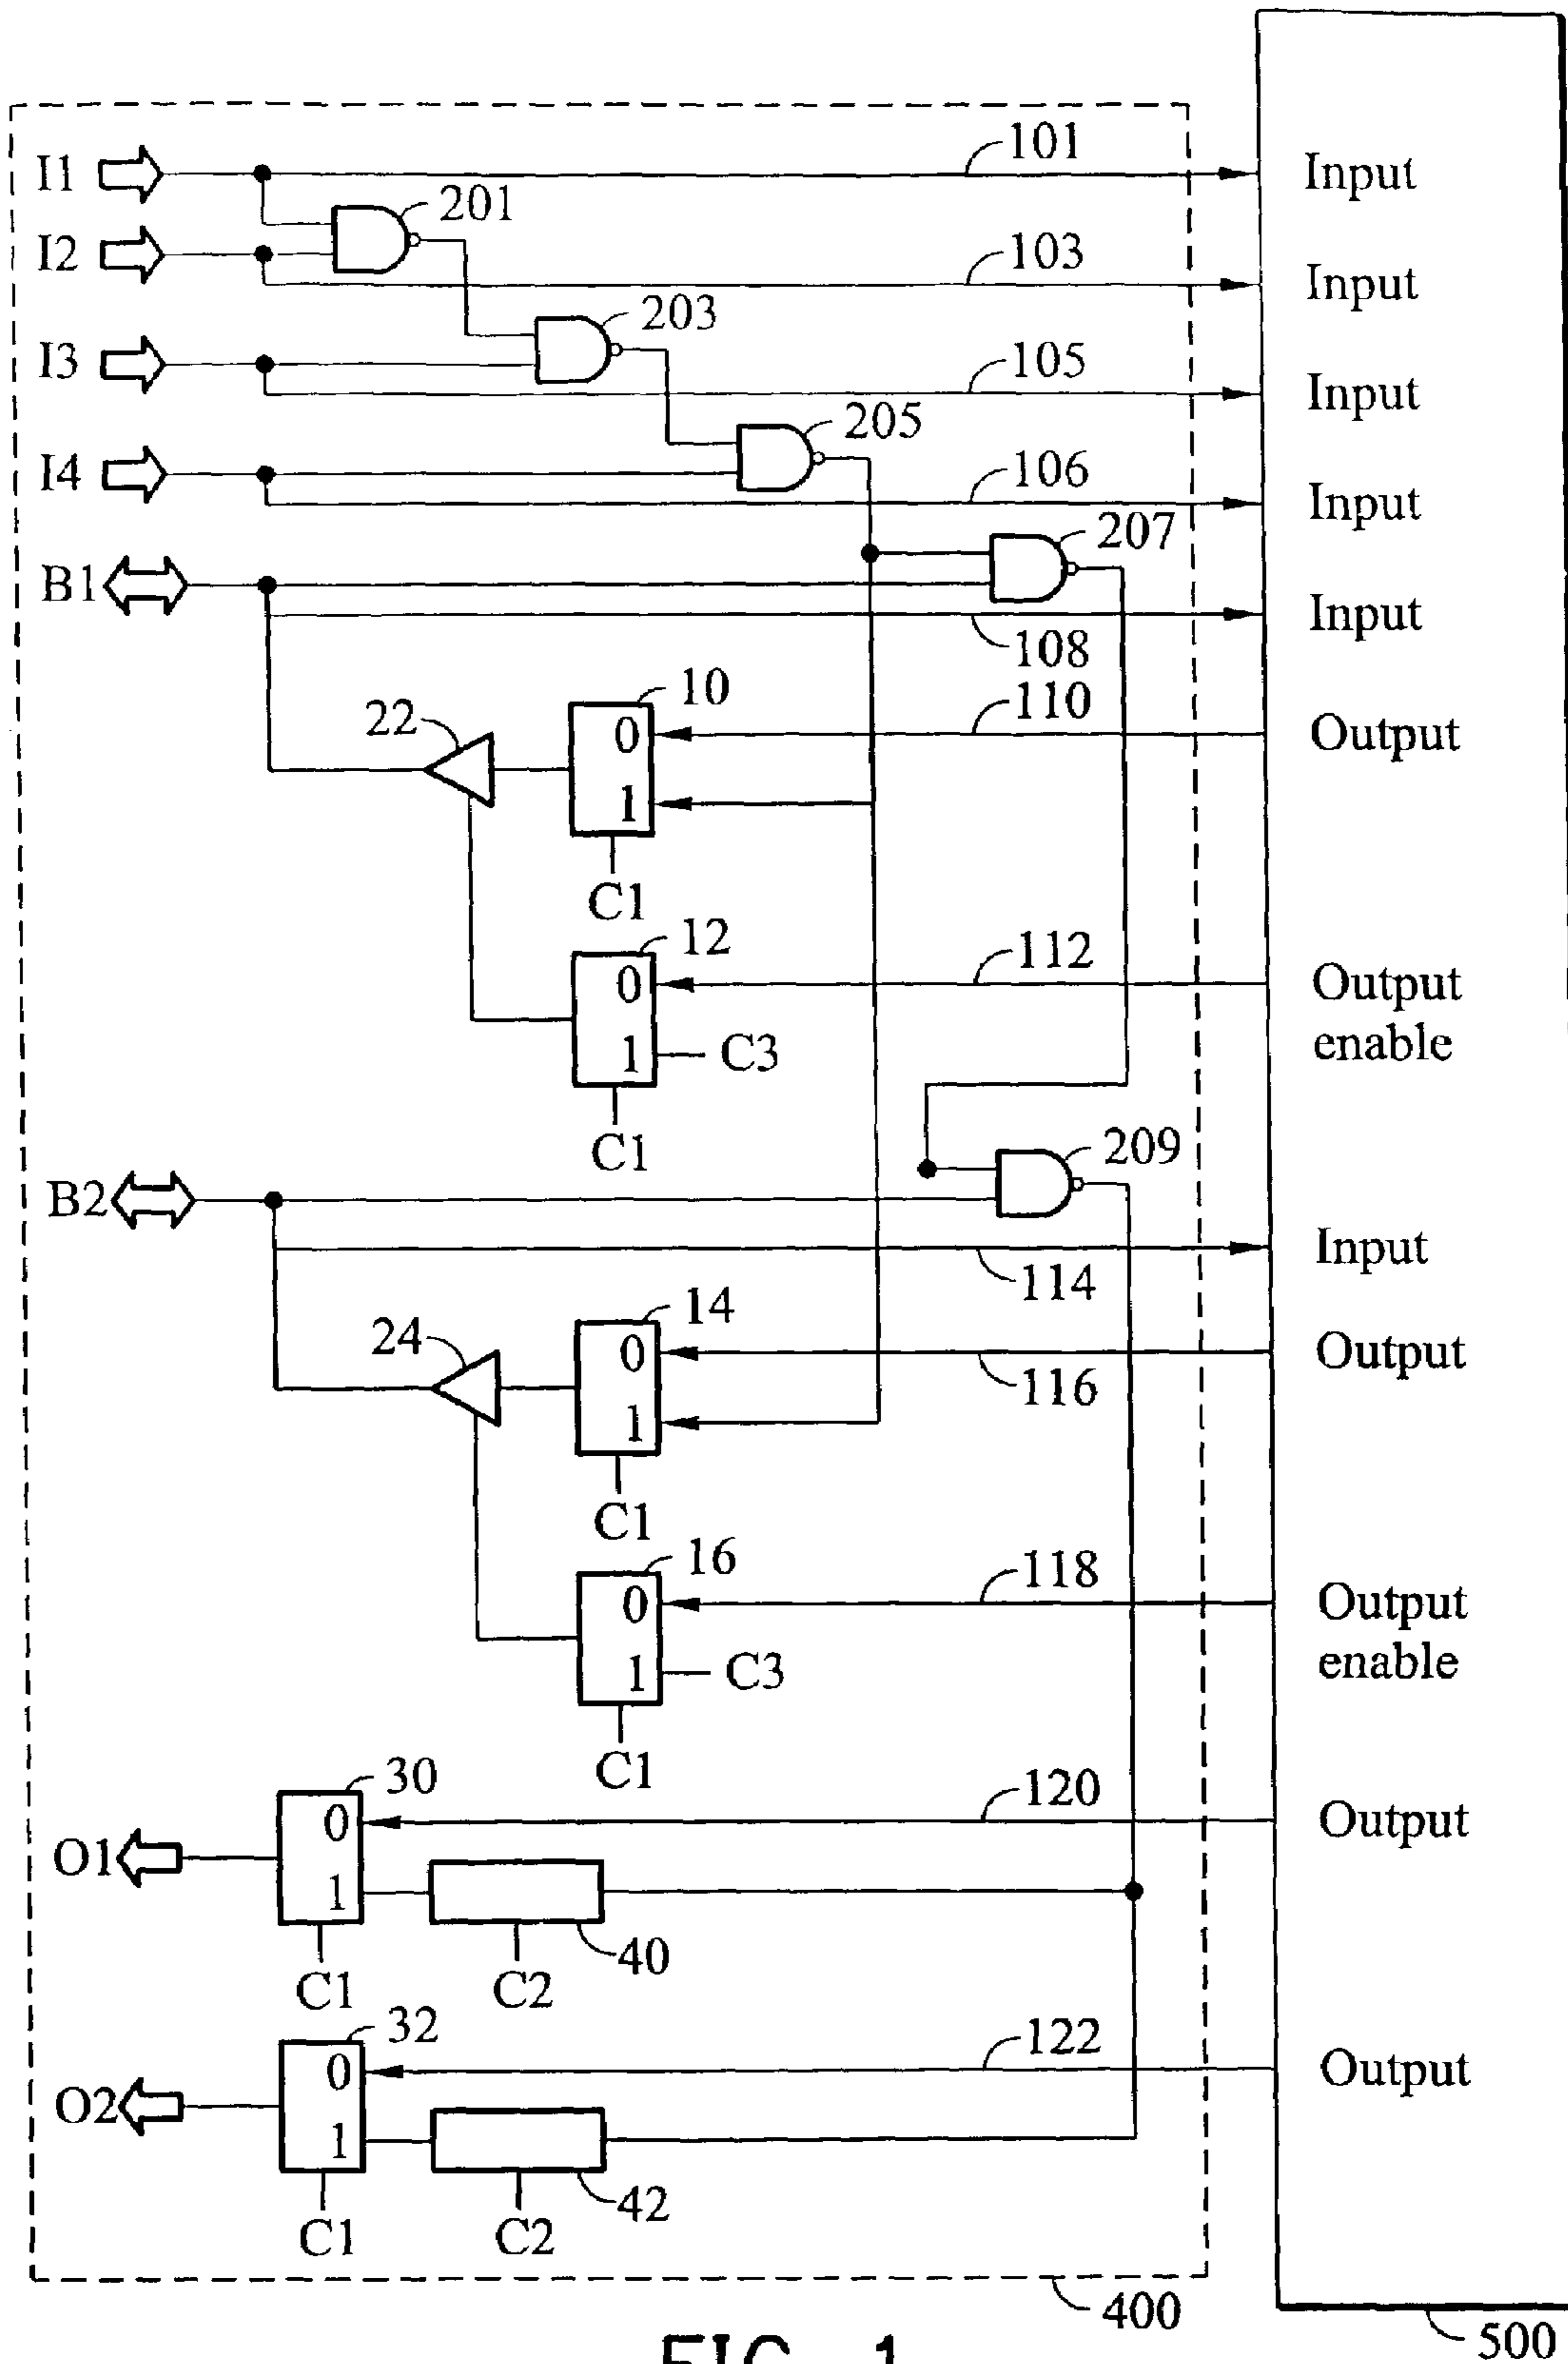 I1
101
Input
201
I2
103
Input
203
I3
105
Input
205
I4
106
Input
207
B1
Input
108
10
110
22
0
Output
1
C1
12
112
0
Output
enable
1
C3
C1
209
B2
Input
114
14
24
0
Output
116
1
C1
16
118
0
Output
enable
1
C3
C1
30
120
0
Output
O1
1
40
C1
C2
32
122
0
Output
O2
1
42
C1
C2
400
500
FIG. 1